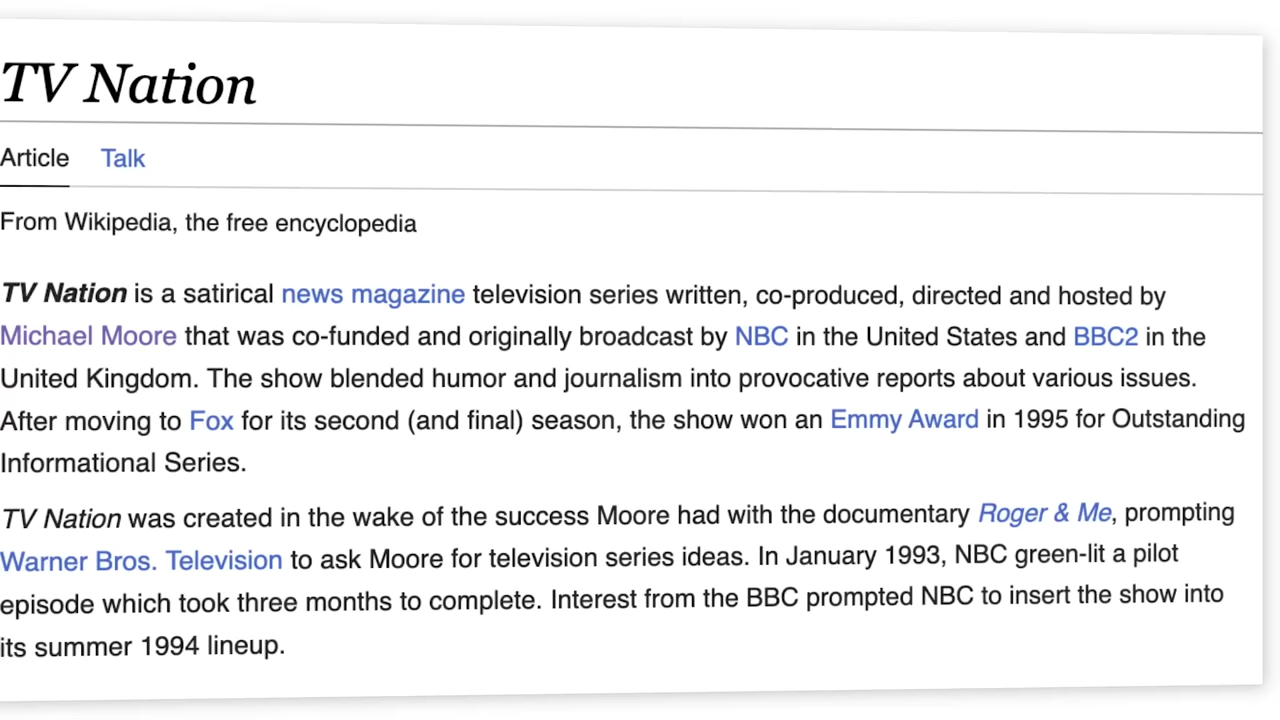 TV Nation
Article Talk
From Wikipedia, the free encyclopedia
TV Nation is a satirical news magazine television series written, co-produced, directed and hosted by
Michael Moore that was co-funded and originally broadcast by NBC in the United States and BBC2 in the
United Kingdom. The show blended humor and journalism into provocative reports about various issues.
After moving to Fox for its second (and final) season, the show won an Emmy Award in 1995 for Outstanding
Informational Series.
TV Nation was created in the wake of the success Moore had with the documentary Roger & Me, prompting
Warner Bros. Television to ask Moore for television series ideas. In January 1993, NBC green-lit a pilot
episode which took three months to complete. Interest from the BBC prompted NBC to insert the show into
its summer 1994 lineup.